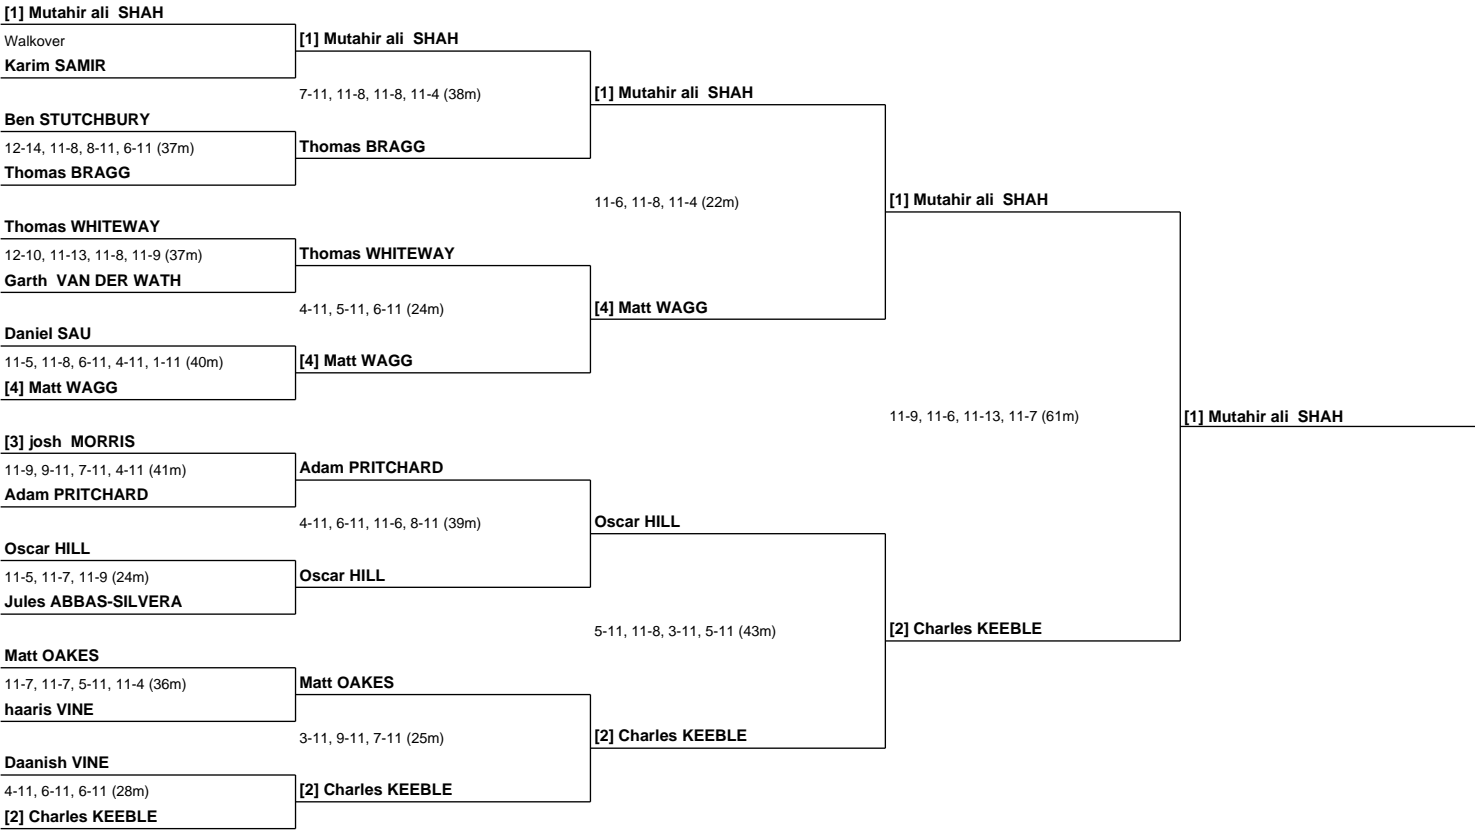 [1] Mutahir ali  SHAH
Walkover
Karim SAMIR
Ben STUTCHBURY
12-14, 11-8, 8-11, 6-11 (37m)
Thomas BRAGG
Thomas WHITEWAY
12-10, 11-13, 11-8, 11-9 (37m)
Garth  VAN DER WATH
Daniel SAU
11-5, 11-8, 6-11, 4-11, 1-11 (40m)
[4] Matt WAGG
[3] josh  MORRIS
11-9, 9-11, 7-11, 4-11 (41m)
Adam PRITCHARD
Oscar HILL
11-5, 11-7, 11-9 (24m)
Jules ABBAS-SILVERA
Matt OAKES
11-7, 11-7, 5-11, 11-4 (36m)
haaris VINE
Daanish VINE
4-11, 6-11, 6-11 (28m)
[2] Charles KEEBLE
[1] Mutahir ali  SHAH
7-11, 11-8, 11-8, 11-4 (38m)
Thomas BRAGG
Thomas WHITEWAY
4-11, 5-11, 6-11 (24m)
[4] Matt WAGG
Adam PRITCHARD
4-11, 6-11, 11-6, 8-11 (39m)
Oscar HILL
Matt OAKES
3-11, 9-11, 7-11 (25m)
[2] Charles KEEBLE
[1] Mutahir ali  SHAH
11-6, 11-8, 11-4 (22m)
[4] Matt WAGG
Oscar HILL
5-11, 11-8, 3-11, 5-11 (43m)
[2] Charles KEEBLE
[1] Mutahir ali  SHAH
11-9, 11-6, 11-13, 11-7 (61m)
[2] Charles KEEBLE
[1] Mutahir ali  SHAH